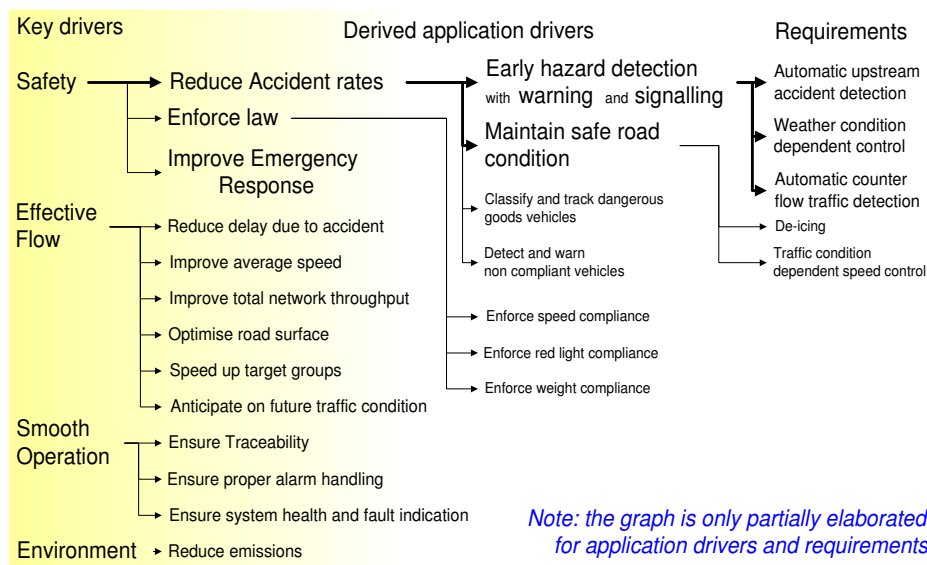 Key drivers
Derived application drivers
Requirements
Safety
Reduce Accident rates
Enforce law
Improve Emergency
Response
Early hazard detection
with warning and signalling
Maintain safe road
condition
Classify and track dangerous
goods vehicles
Detect and warn
non compliant vehicles
Enforce speed compliance
Enforce red light compliance
Enforce weight compliance
Automatic upstream
accident detection
Weather condition
dependent control
Automatic counter
flow traffic detection
De-icing
Traffic condition
dependent speed control
Effective
Flow
Reduce delay due to accident
Improve average speed
Improve total network throughput
Optimise road surface
Speed up target groups
Anticipate on future traffic condition
Smooth
Operation
Ensure Traceability
Ensure proper alarm handling
Ensure system health and fault indication
Environment
Reduce emissions
Note: the graph is only partially elaborated
for application drivers and requirements